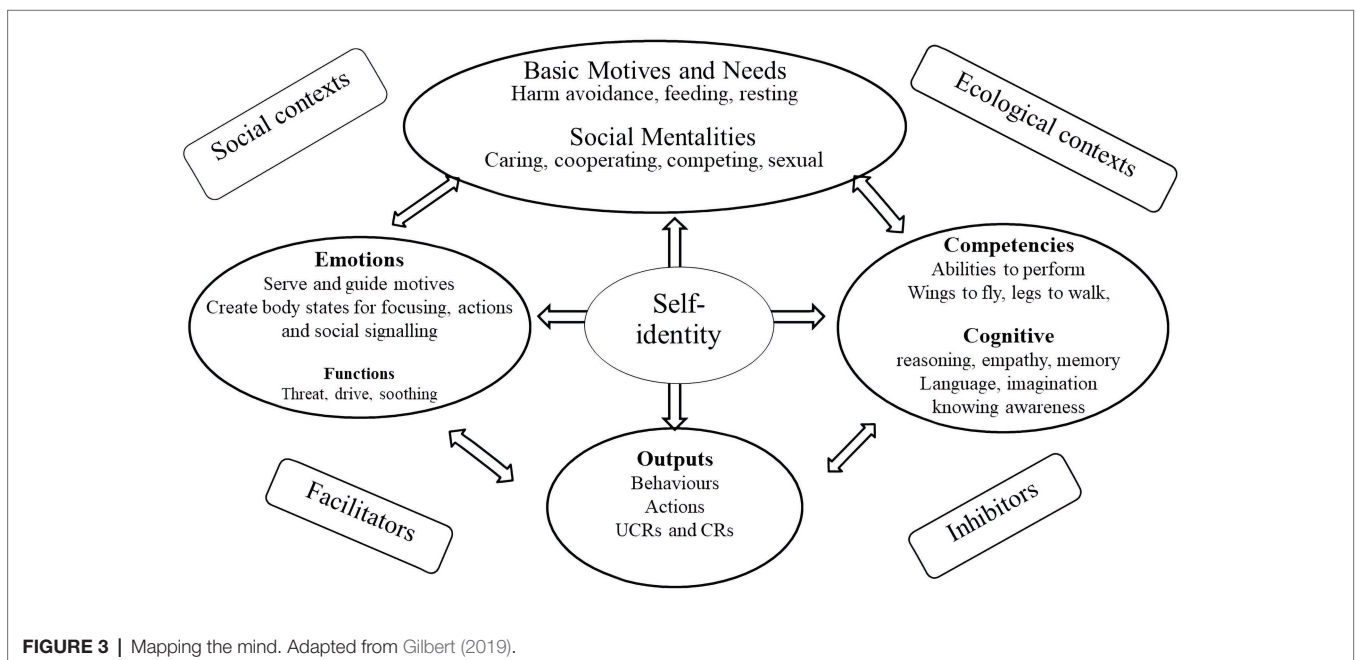 Social contexts
Basic Motives and Needs
Harm avoidance, feeding, resting
Social Mentalities
Caring, cooperating, competing, sexual
Ecological contexts
Emotions
Serve and guide motives
Create body states for focusing, actions
and social signalling
Functions
Threat, drive, soothing
Self-
identity
Competencies
Abilities to perform
Wings to fly, legs to walk,
Cognitive
reasoning, empathy, memory
Language, imagination
knowing awareness
Facilitators
Outputs
Behaviours
Actions
UCRs and CRs
Inhibitors
FIGURE 3 | Mapping the mind. Adapted from Gilbert (2019).